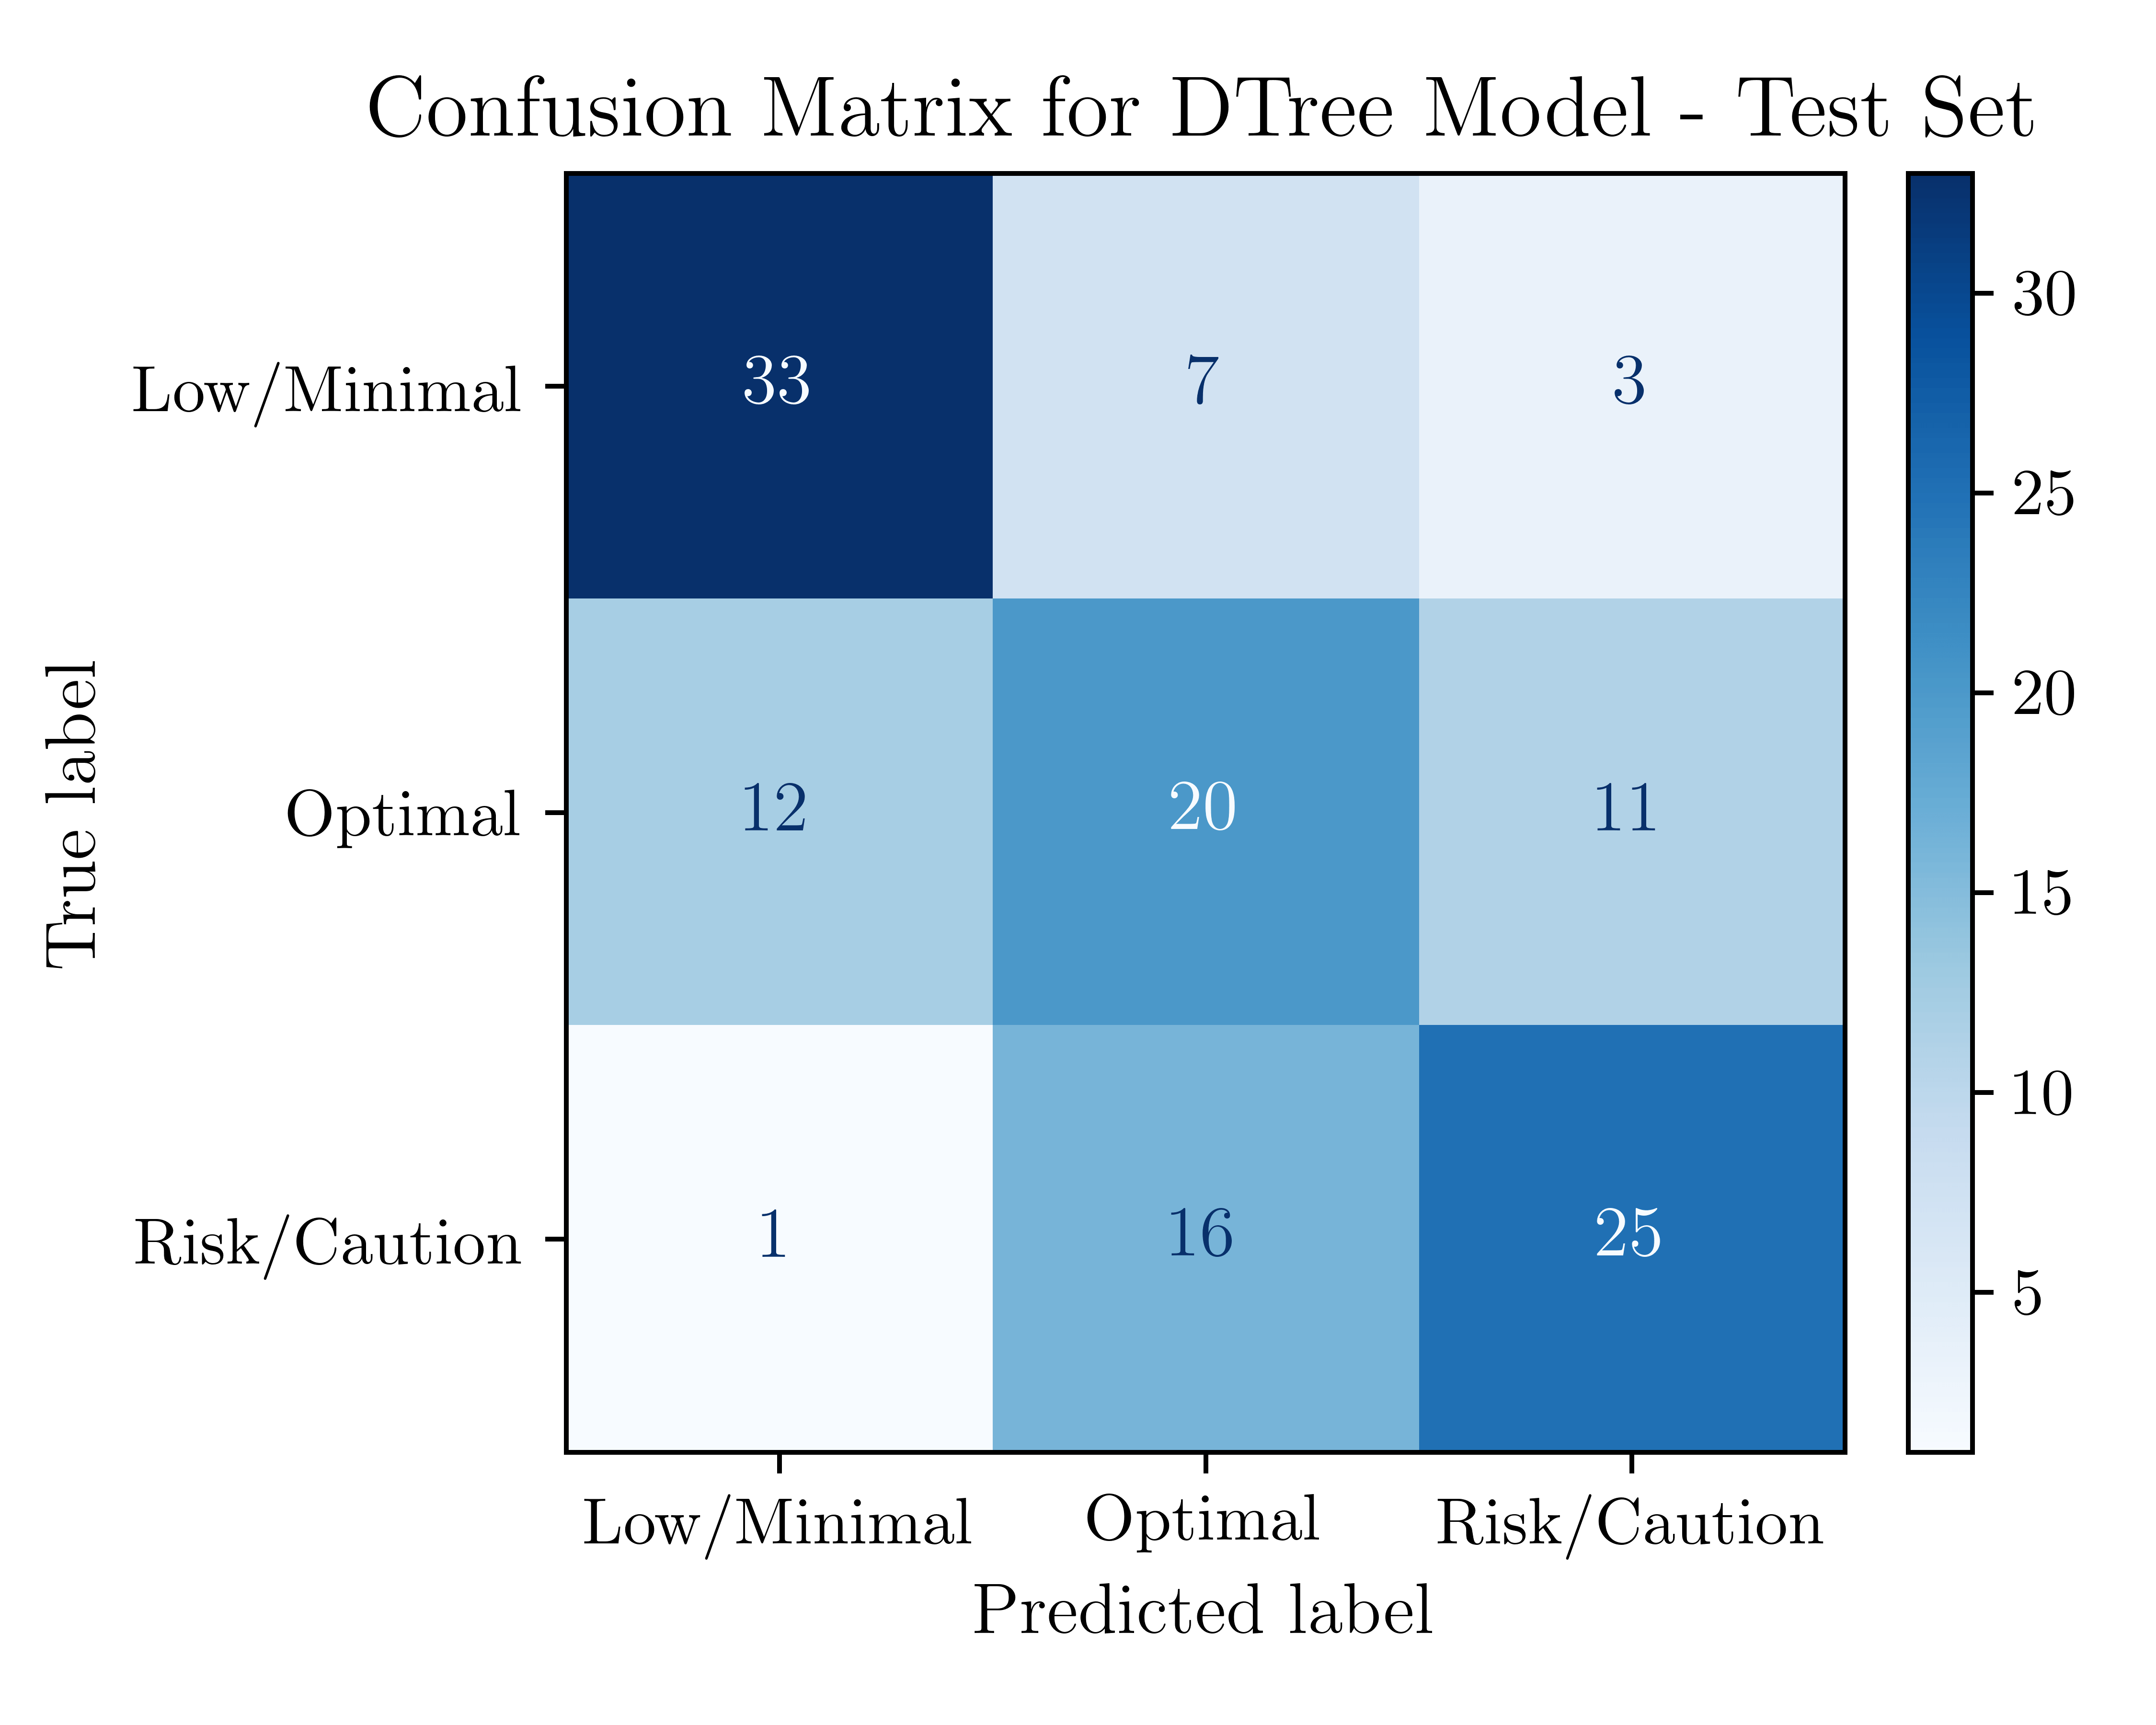 Confusion Matrix for DTree Model - Test Set
True label
Low/Minimal
33
7
3
Optimal
12
20
11
Risk/Caution
1
16
25
Low/Minimal
Optimal
Risk/Caution
Predicted label
30
25
20
15
10
5